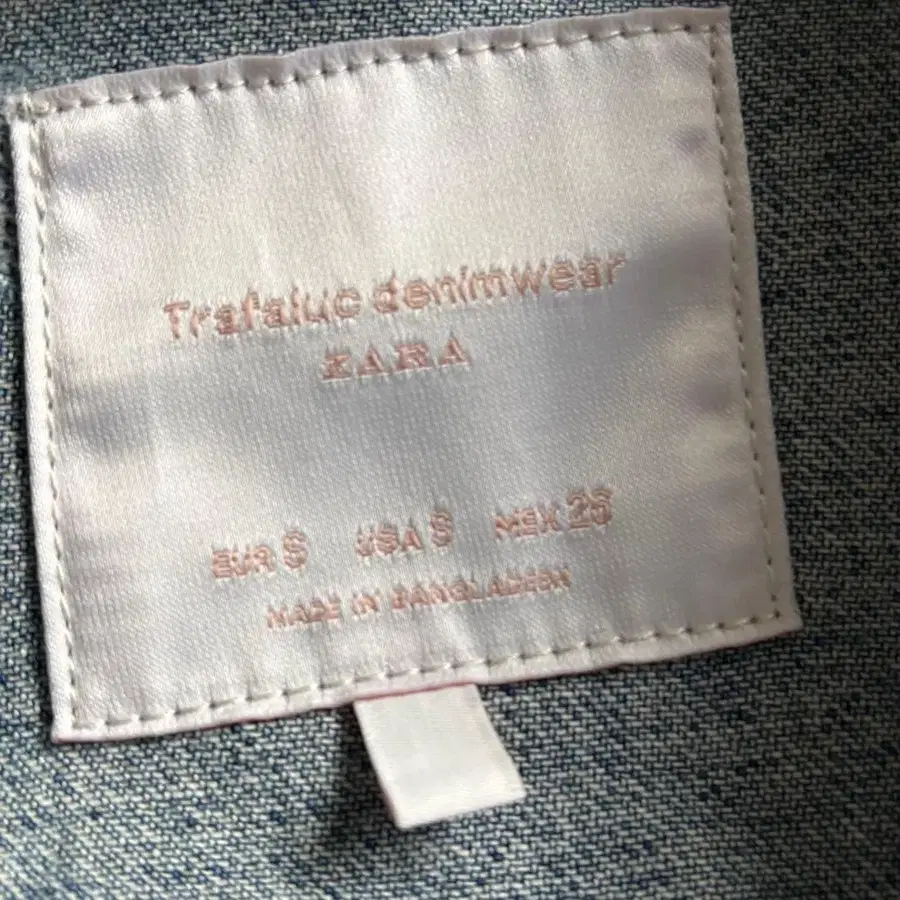 Trafaluc denimwear
ZARA
EUR S USA S MEX 26
MADE IN BANGLADESH